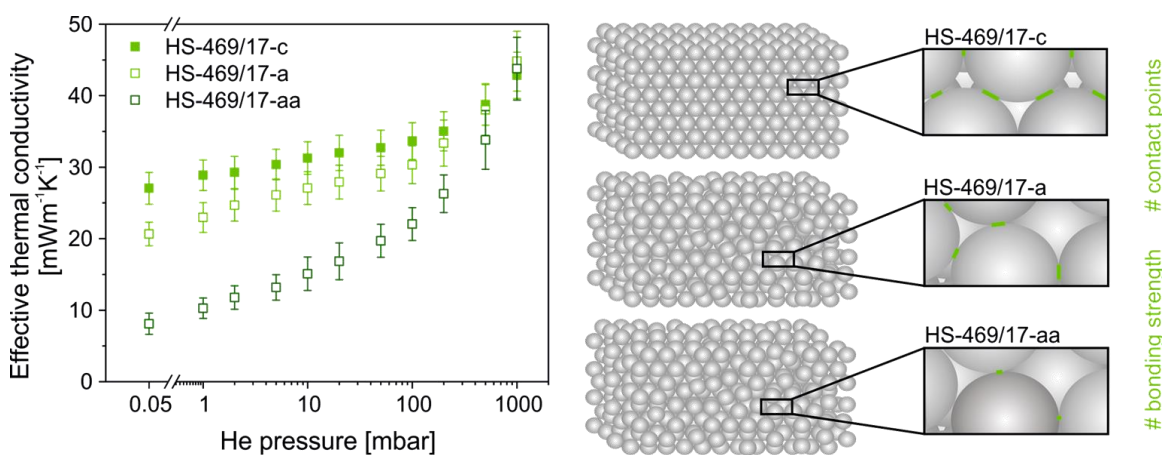 Effective thermal conductivity
[mWm⁻¹K⁻¹]
50
40
30
20
10
0
HS-469/17-c
HS-469/17-a
HS-469/17-aa
0.05
1
10
100
1000
He pressure [mbar]
HS-469/17-c
HS-469/17-a
HS-469/17-aa
# contact points
# bonding strength